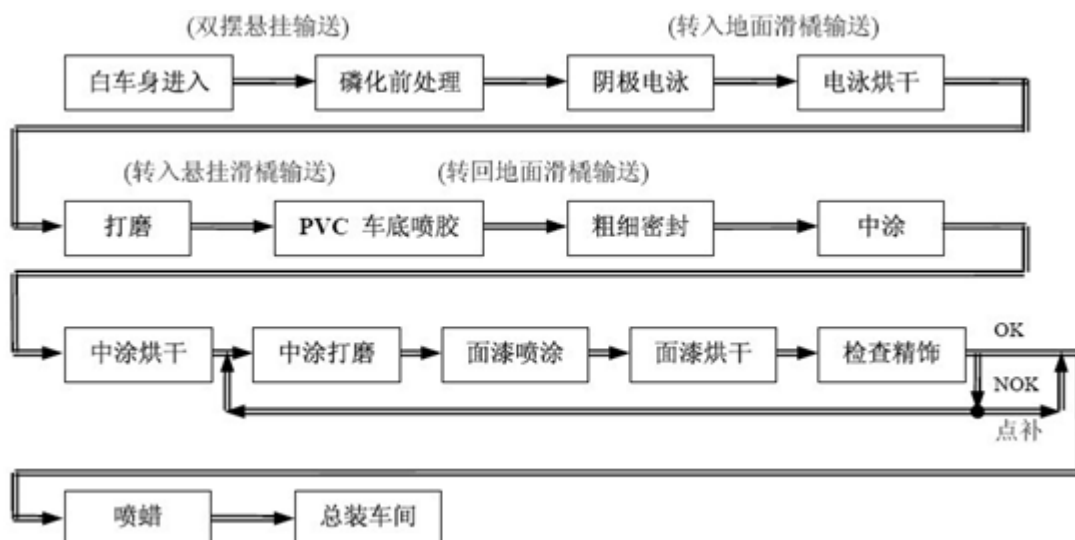 (双摆悬挂输送) (转入地面滑橇输送)
白车身进入 磷化前处理 阴极电泳 电泳烘干
(转入悬挂滑橇输送) (转回地面滑橇输送)
打磨 PVC 车底喷胶 粗细密封 中涂
OK
中涂烘干 中涂打磨 面漆喷涂 面漆烘干 检查精饰
NOK
点补
喷蜡 总装车间